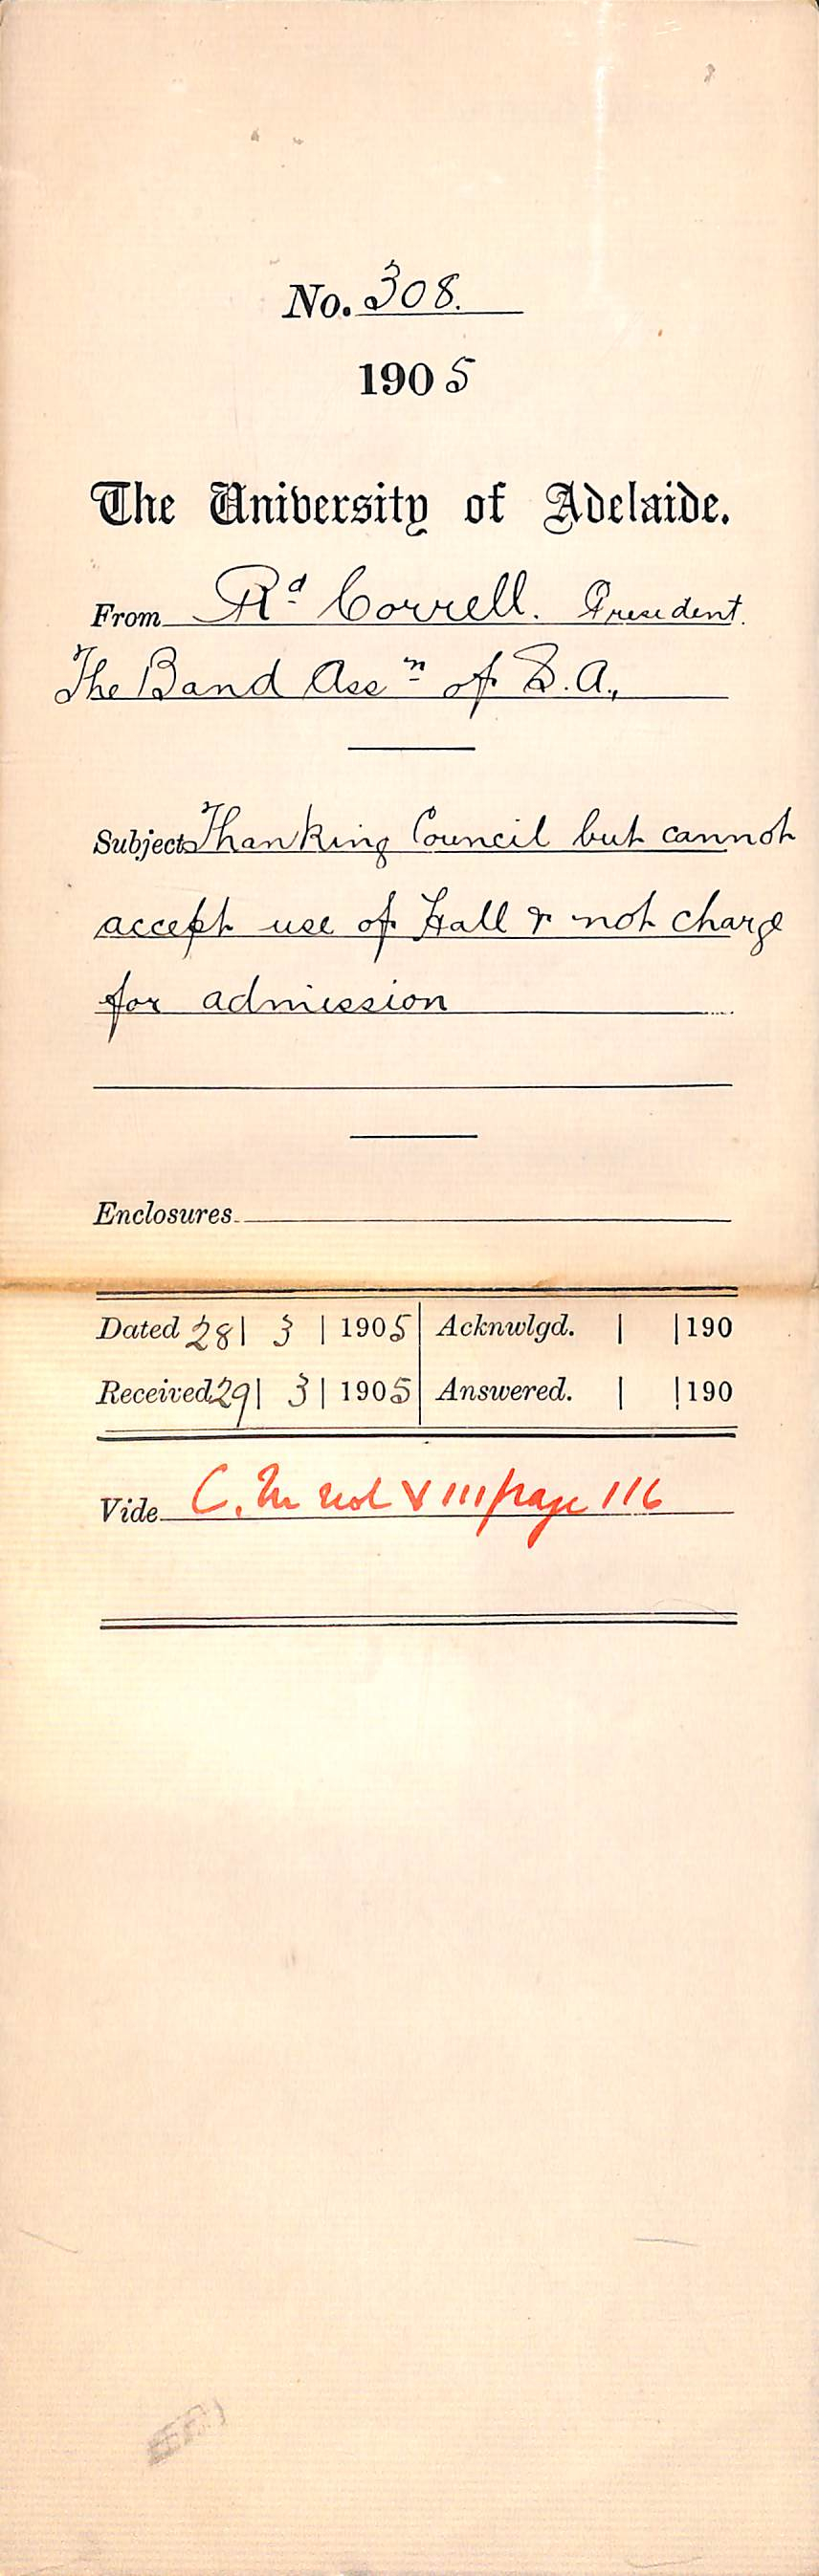 No. 308.
1905
The University of Adelaide.
From Rd Correll. President.
The Band Assn of S.A.,
Subject Thanking Council but cannot
accept use of Hall & not charge
for admission
Enclosures
Dated 28 | 3 | 1905 Acknwlgd. | | 190
Received 29 | 3 | 1905 Answered. | | 190
Vide C. M vol VIII page 116